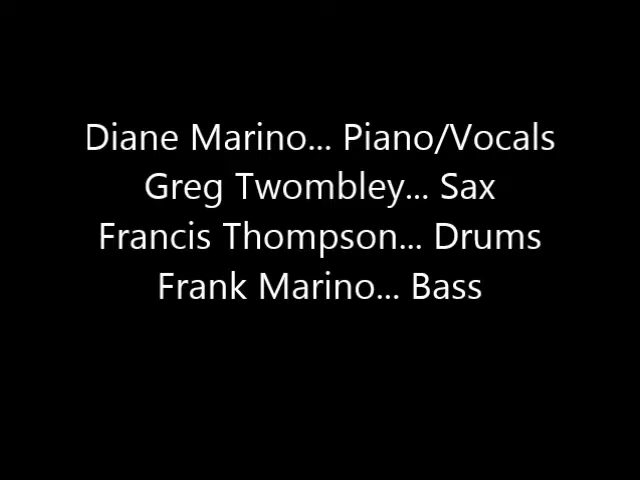 Diane Marino... Piano/Vocals
Greg Twombley... Sax
Francis Thompson... Drums
Frank Marino... Bass